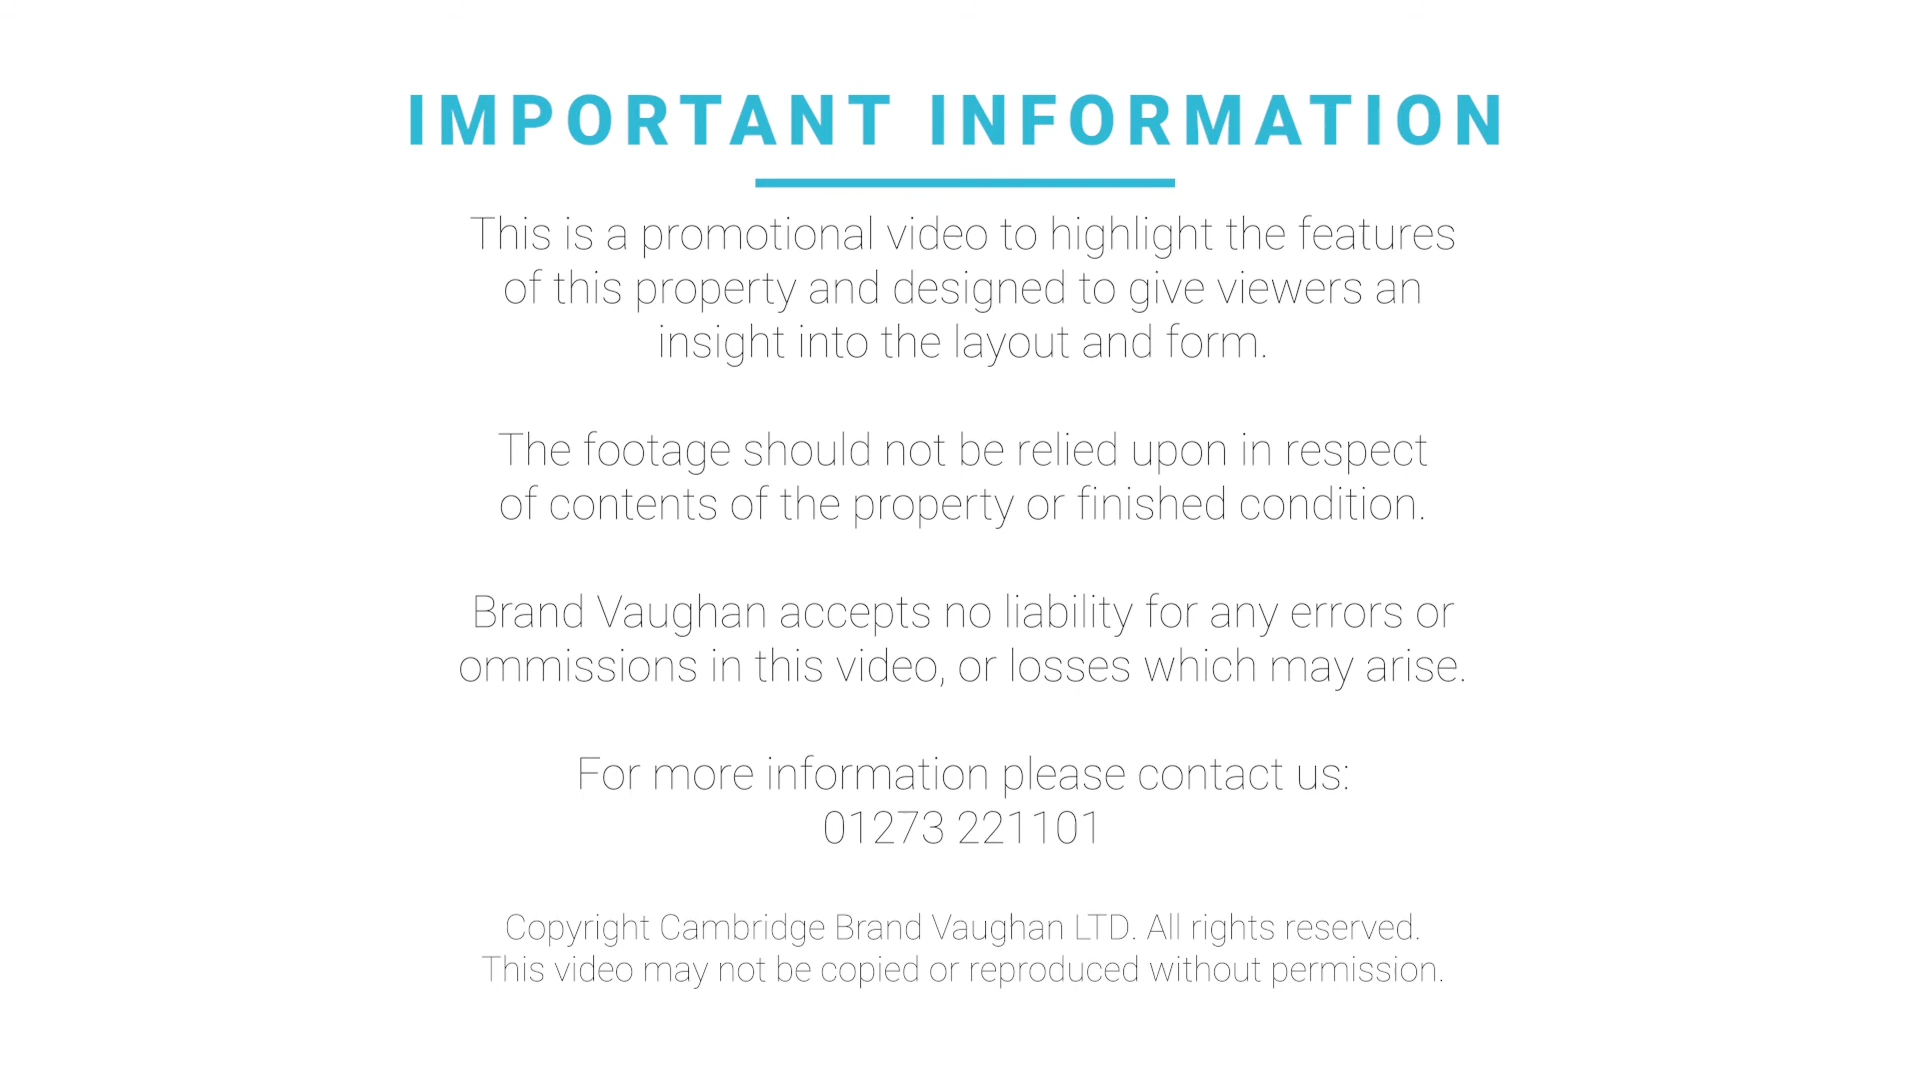 IMPORTANT INFORMATION
This is a promotional video to highlight the features
of this property and designed to give viewers an
insight into the layout and form.
The footage should not be relied upon in respect
of contents of the property or finished condition.
Brand Vaughan accepts no liability for any errors or
ommissions in this video, or losses which may arise.
For more information please contact us:
01273 221101
Copyright Cambridge Brand Vaughan LTD. All rights reserved.
This video may not be copied or reproduced without permission.